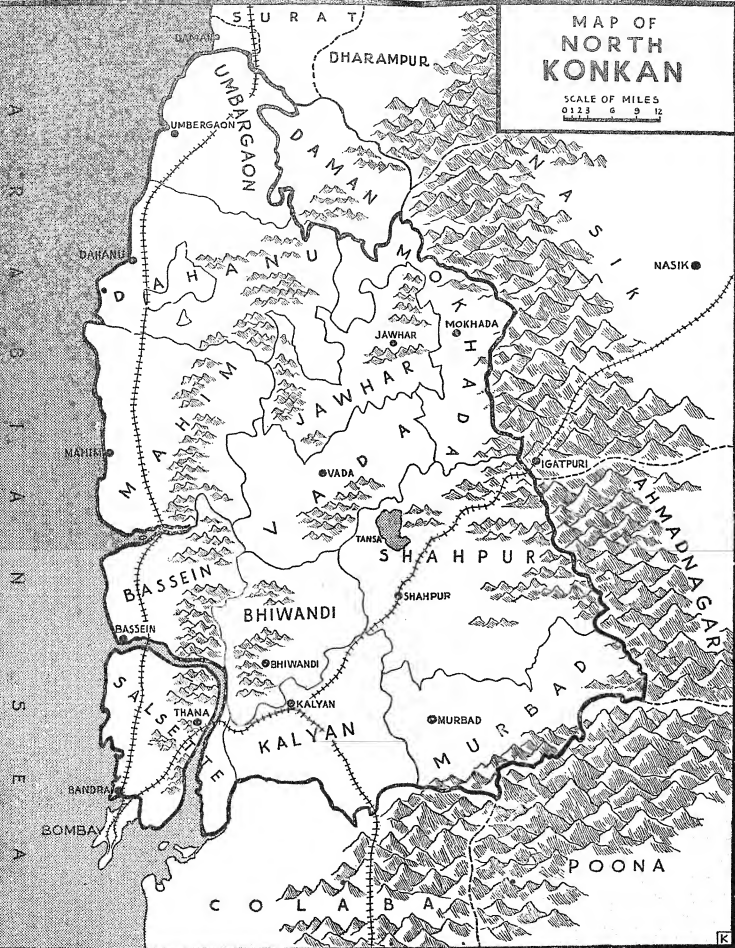 MAP OF
NORTH
KONKAN
SCALE OF MILES
0 1 2 3 6 9 12
SURAT
DAMAN
DHARAMPUR
UMBARGAON
UMBERGAON
DAMAN
NASIK
NASIK
DAHANU
DAHANU
MOKHADA
MOKHADA
JAWHAR
JAWHAR
MAHIM
MAHIM
VADA
VADA
IGATPURI
AHMADNAGAR
TANSA
SHAHPUR
SHAHPUR
BASSEIN
BASSEIN
BHIWANDI
BHIWANDI
SALSETTE
THANA
KALYAN
KALYAN
MURBAD
MURBAD
BANDRA
BOMBAY
POONA
COLABA
ARABIAN SEA
K